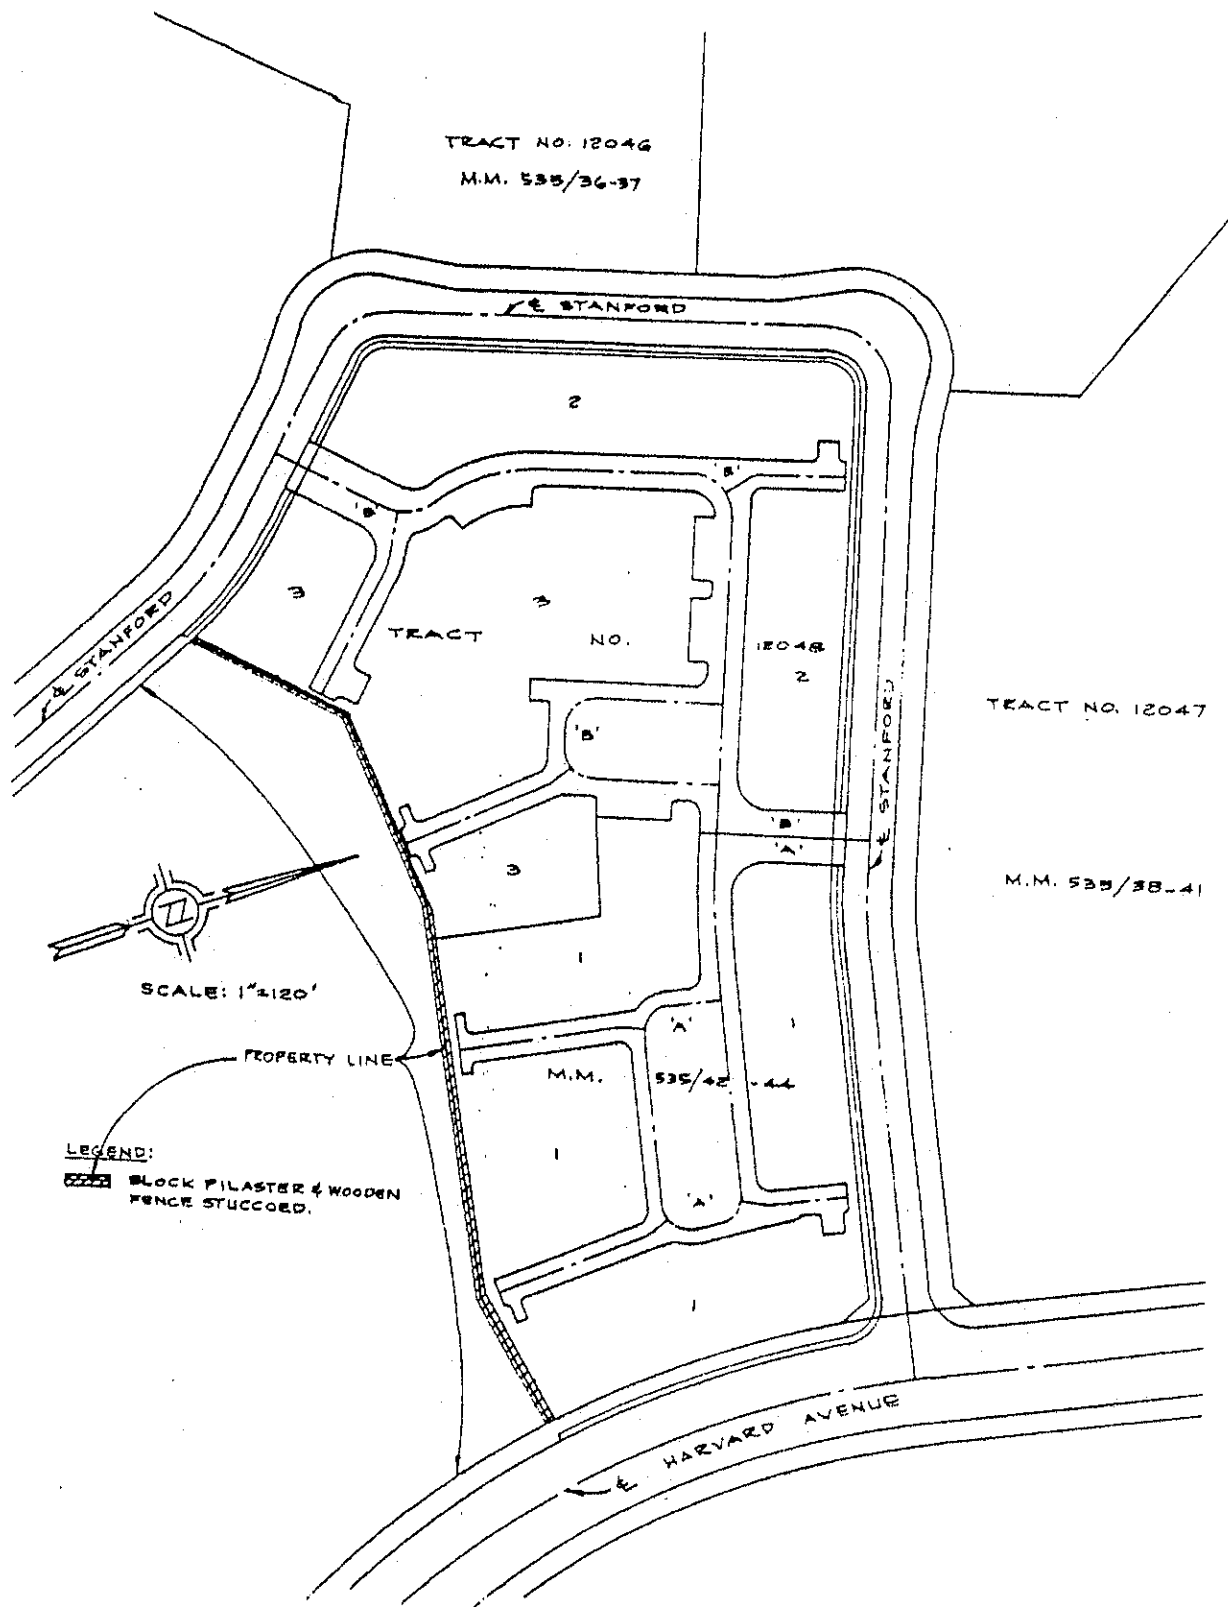 TRACT NO. 12046
M.M. 535/36-37
℄ STANFORD
2
'B'
'B'
3
3
℄ STANFORD
TRACT NO. 12048
2
℄ STANFORD
TRACT NO. 12047
'B'
'B'
'A'
3
M.M. 535/38-41
1
SCALE: 1"=120'
'A'
1
PROPERTY LINE
M.M. 535/42-44
LEGEND:
1
BLOCK PILASTER & WOODEN
FENCE STUCCOED.
'A'
1
℄ HARVARD AVENUE